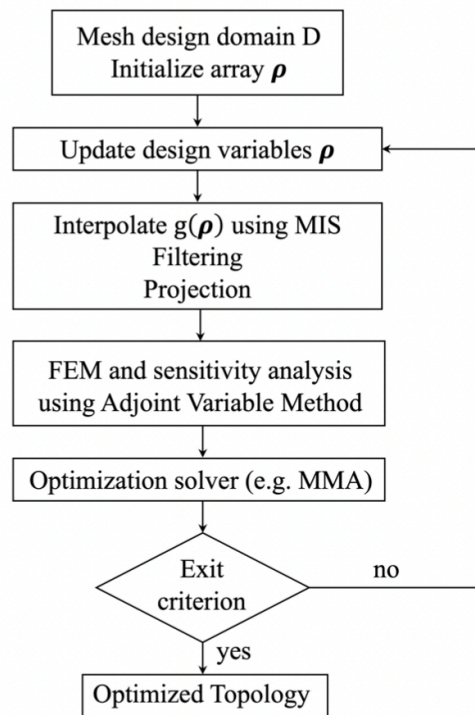 Mesh design domain D
Initialize array ρ
Update design variables ρ
Interpolate g(ρ) using MIS
Filtering
Projection
FEM and sensitivity analysis
using Adjoint Variable Method
Optimization solver (e.g. MMA)
Exit
criterion
no
yes
Optimized Topology